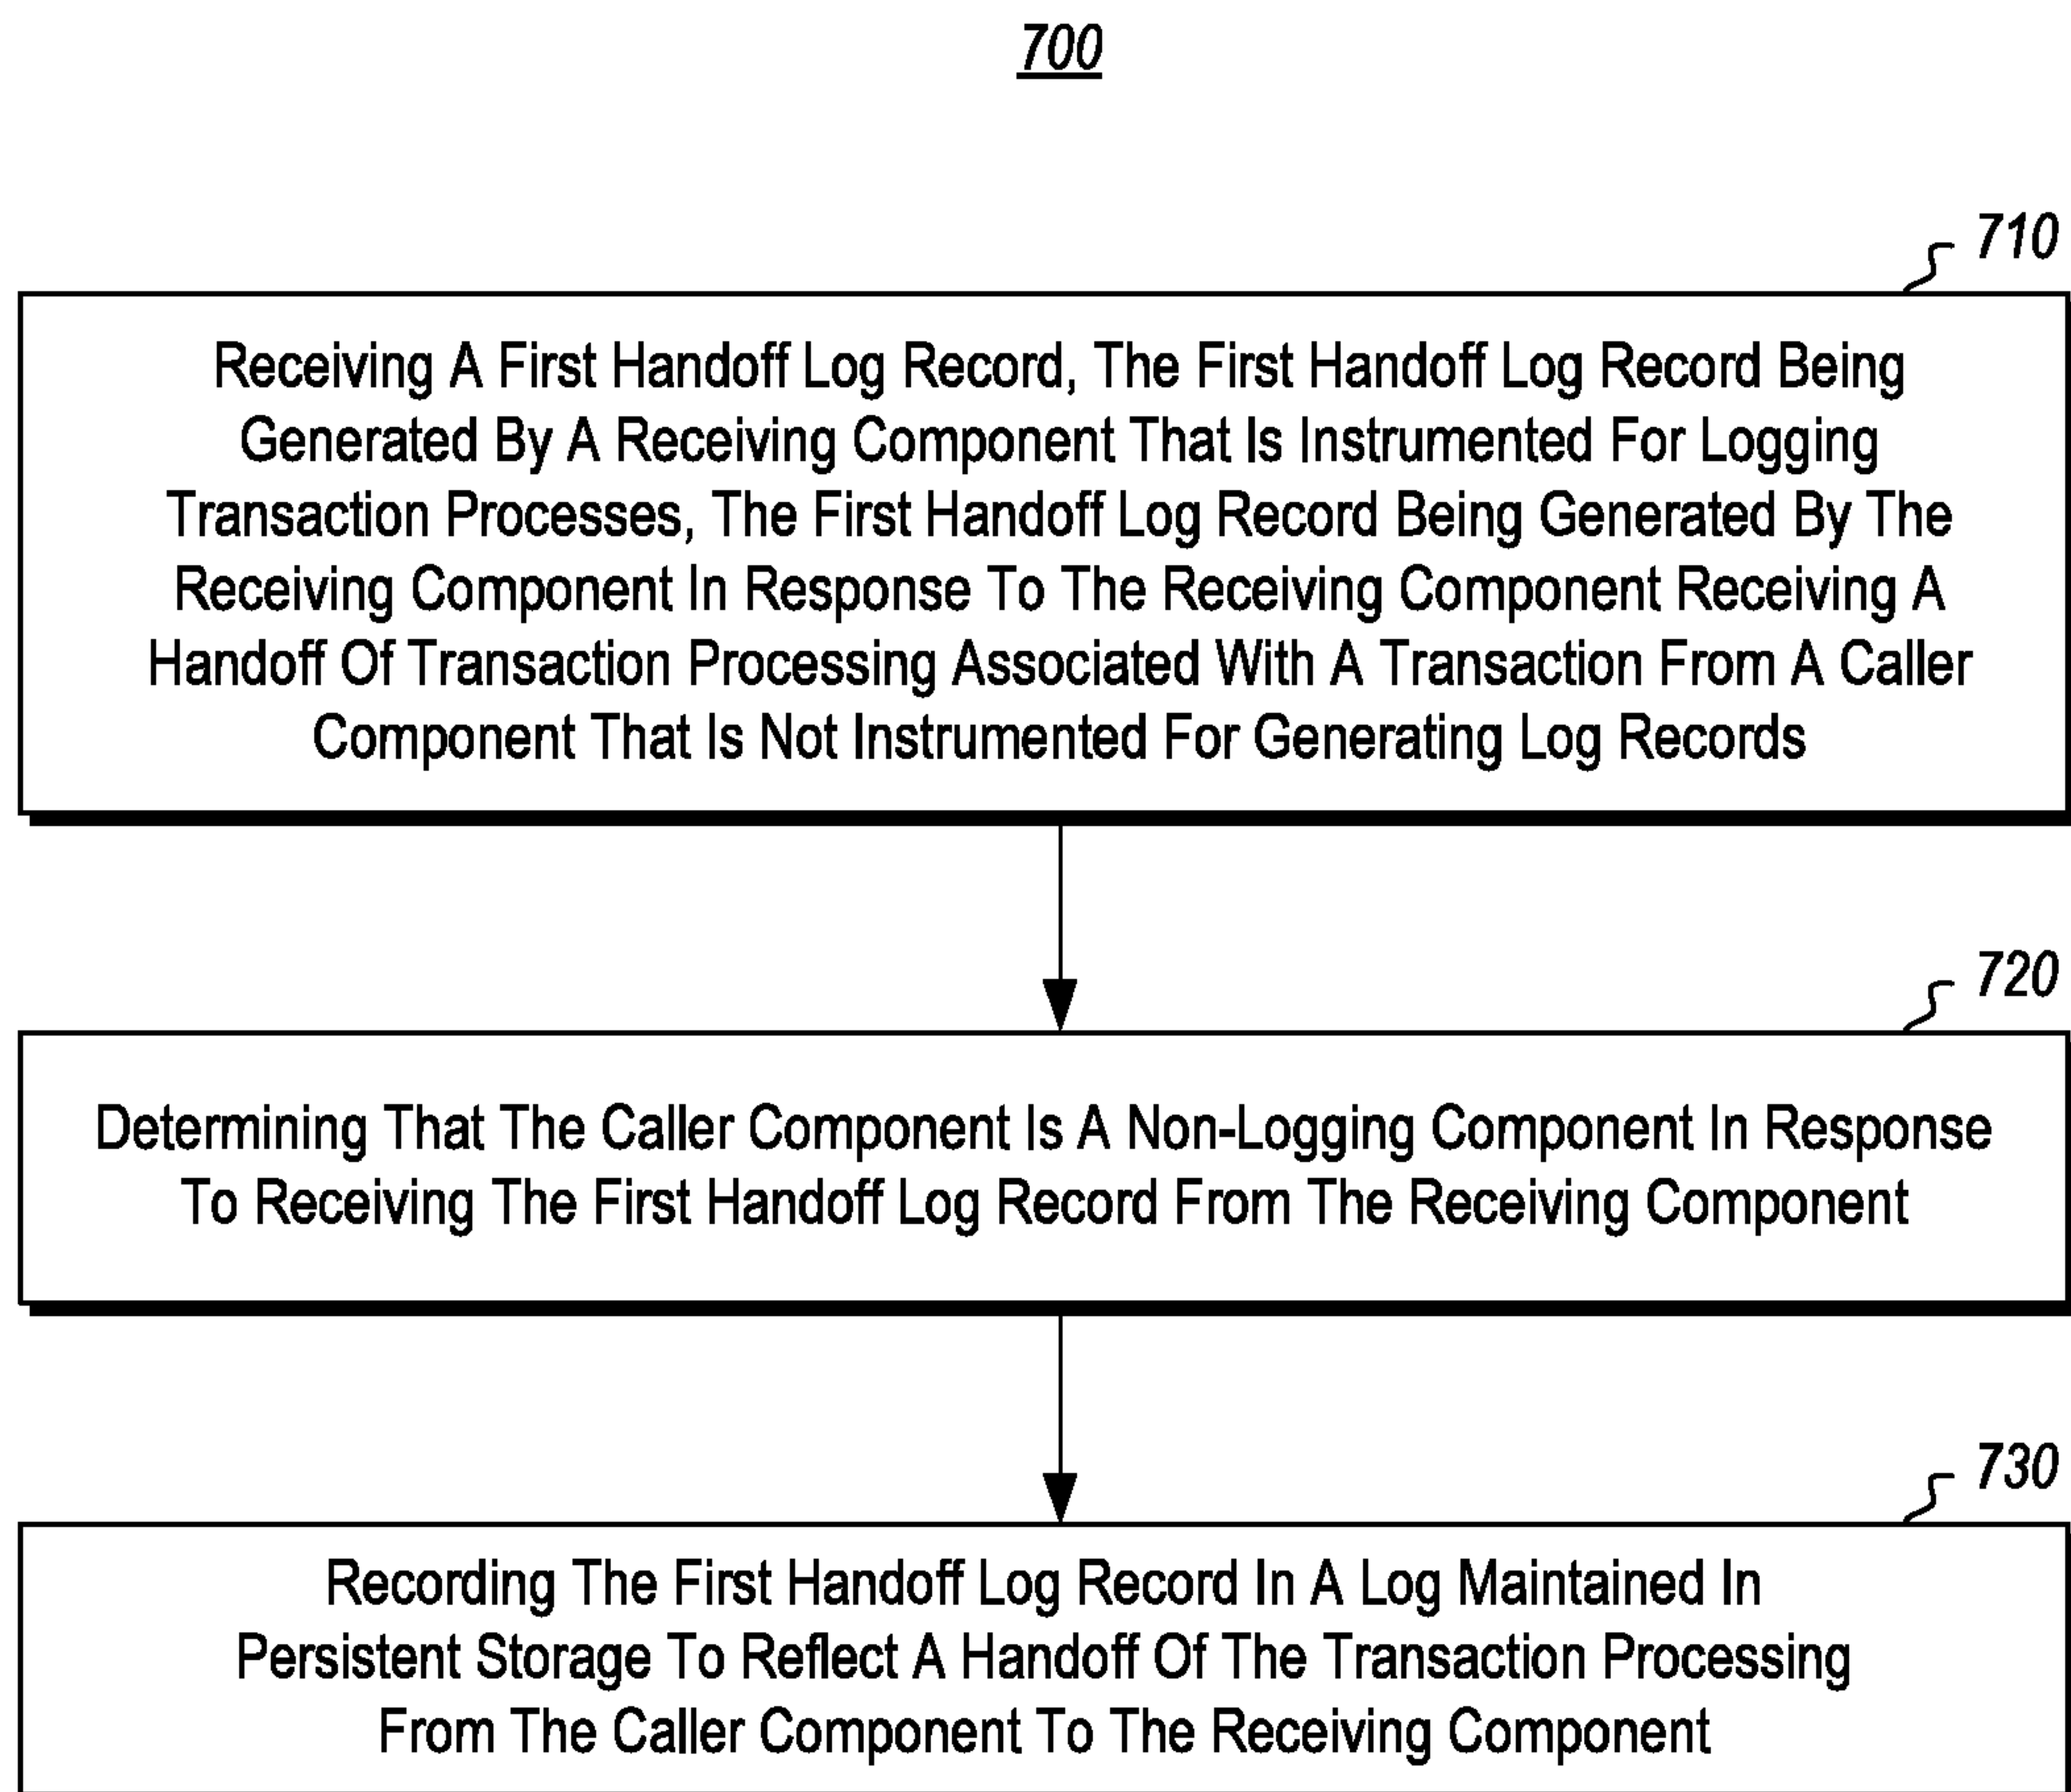 700
710
Receiving A First Handoff Log Record, The First Handoff Log Record Being
Generated By A Receiving Component That Is Instrumented For Logging
Transaction Processes, The First Handoff Log Record Being Generated By The
Receiving Component In Response To The Receiving Component Receiving A
Handoff Of Transaction Processing Associated With A Transaction From A Caller
Component That Is Not Instrumented For Generating Log Records
720
Determining That The Caller Component Is A Non-Logging Component In Response
To Receiving The First Handoff Log Record From The Receiving Component
730
Recording The First Handoff Log Record In A Log Maintained In
Persistent Storage To Reflect A Handoff Of The Transaction Processing
From The Caller Component To The Receiving Component